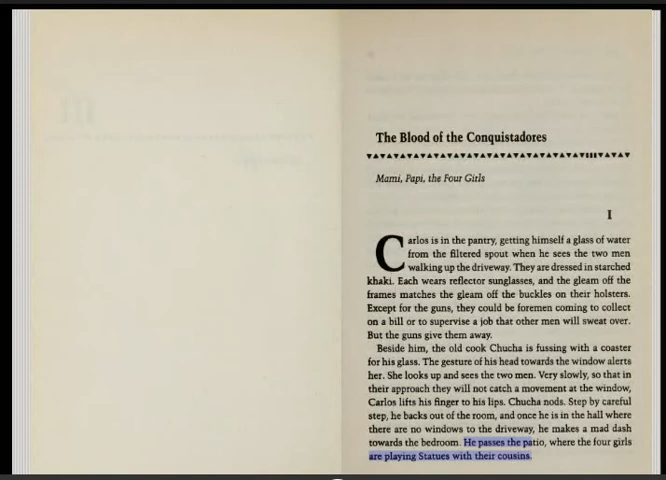 The Blood of the Conquistadores
Mami, Papi, the Four Girls
I
Carlos is in the pantry, getting himself a glass of water
from the filtered spout when he sees the two men
walking up the driveway. They are dressed in starched
khaki. Each wears reflector sunglasses, and the gleam off the
frames matches the gleam off the buckles on their holsters.
Except for the guns, they could be foremen coming to collect
on a bill or to supervise a job that other men will sweat over.
But the guns give them away.
Beside him, the old cook Chucha is fussing with a coaster
for his glass. The gesture of his head towards the window alerts
her. She looks up and sees the two men. Very slowly, so that in
their approach they will not catch a movement at the window,
Carlos lifts his finger to his lips. Chucha nods. Step by careful
step, he backs out of the room, and once he is in the hall where
there are no windows to the driveway, he makes a mad dash
towards the bedroom. He passes the patio, where the four girls
are playing Statues with their cousins.